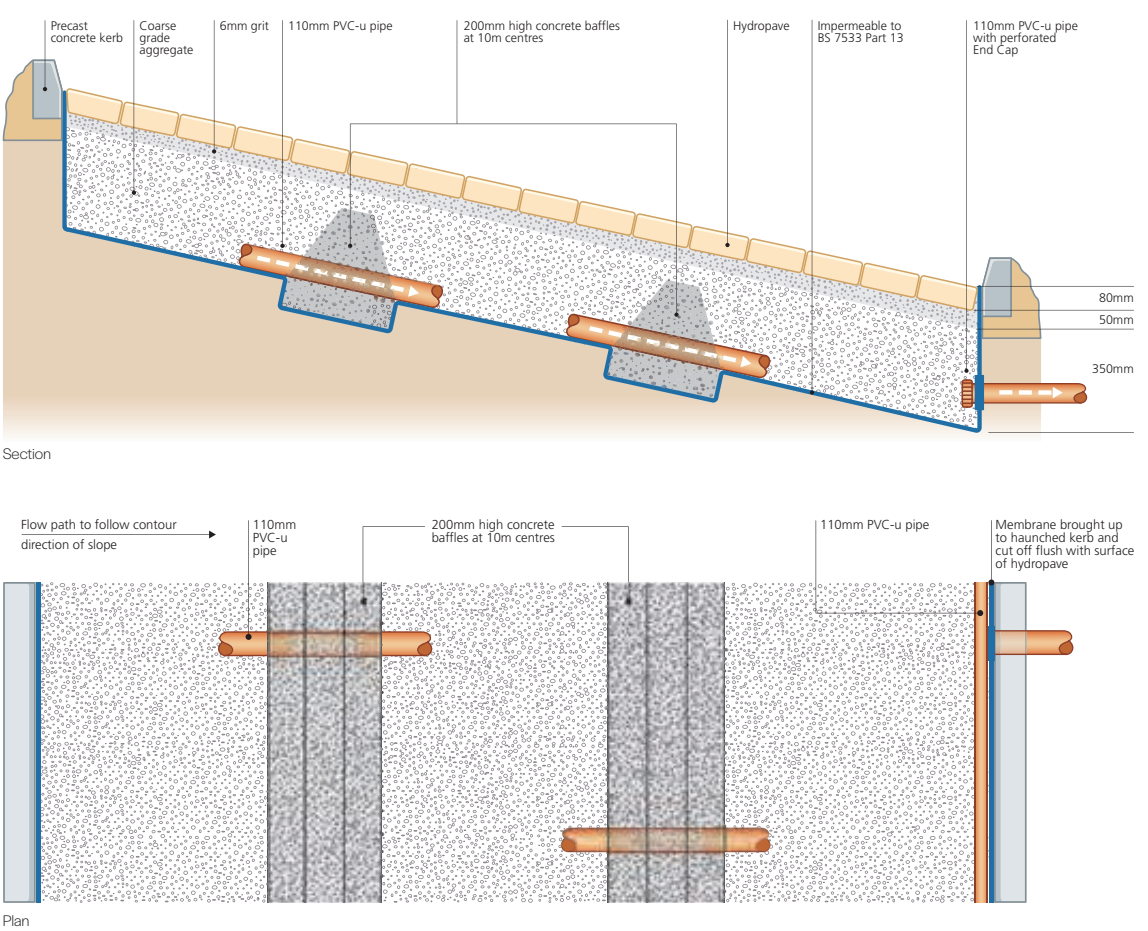 Precast
concrete kerb
Coarse
grade
aggregate
6mm grit
110mm PVC-u pipe
200mm high concrete baffles
at 10m centres
Hydropave
Impermeable to
BS 7533 Part 13
110mm PVC-u pipe
with perforated
End Cap
80mm
50mm
350mm
Section
Flow path to follow contour
direction of slope
110mm
PVC-u
pipe
200mm high concrete
baffles at 10m centres
110mm PVC-u pipe
Membrane brought up
to haunched kerb and
cut off flush with surface
of hydropave
Plan